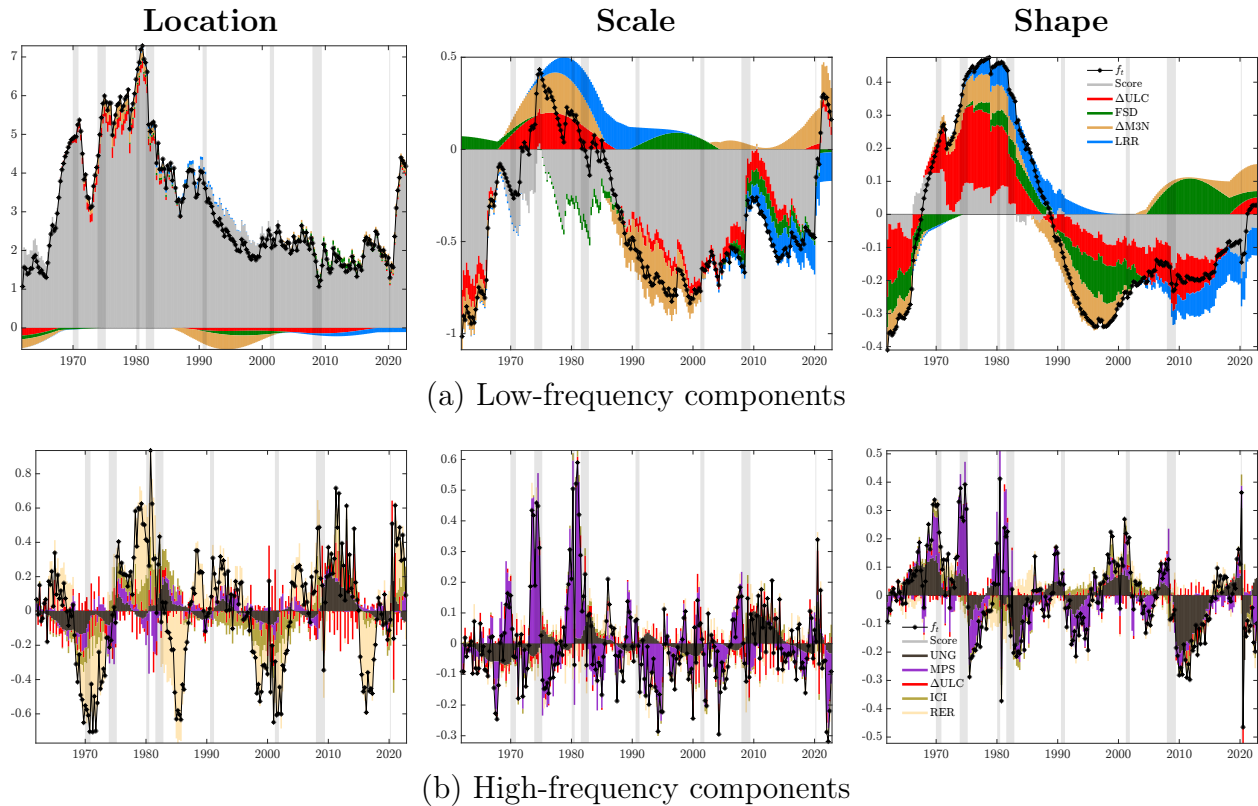 Location Scale Shape
7
6
5
4
3
2
1
0
1970 1980 1990 2000 2010 2020
0.5
0
-0.5
-1
1970 1980 1990 2000 2010 2020
0.4
0.3
0.2
0.1
0
-0.1
-0.2
-0.3
-0.4
1970 1980 1990 2000 2010 2020
f_t
Score
ΔULC
FSD
ΔM3N
LRR
(a) Low-frequency components
0.8
0.6
0.4
0.2
0
-0.2
-0.4
-0.6
1970 1980 1990 2000 2010 2020
0.6
0.5
0.4
0.3
0.2
0.1
0
-0.1
-0.2
-0.3
1970 1980 1990 2000 2010 2020
0.5
0.4
0.3
0.2
0.1
0
-0.1
-0.2
-0.3
-0.4
-0.5
1970 1980 1990 2000 2010 2020
f_t
Score
UNG
MPS
ΔULC
ICI
RER
(b) High-frequency components